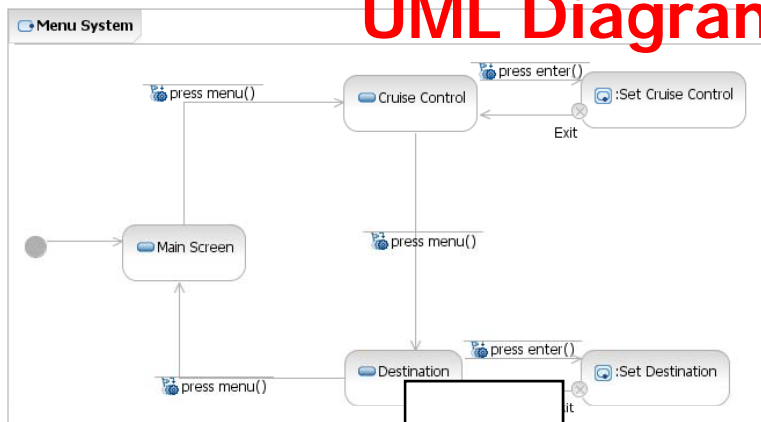 UML Diagram
Menu System
press menu()
Cruise Control
press enter()
:Set Cruise Control
Exit
Main Screen
press menu()
press menu()
Destination
press enter()
:Set Destination